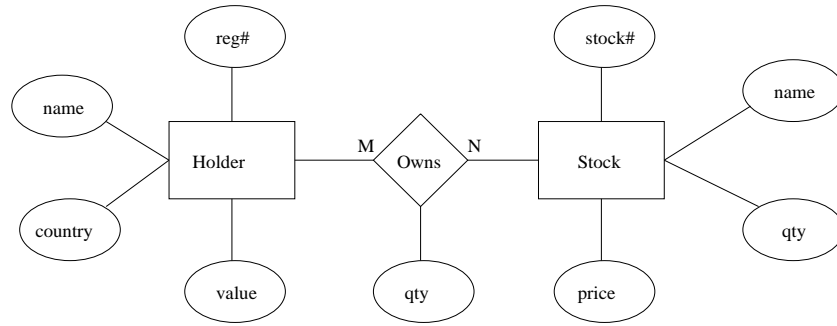 reg#
stock#
name
name
M
N
Holder
Owns
Stock
country
qty
value
qty
price